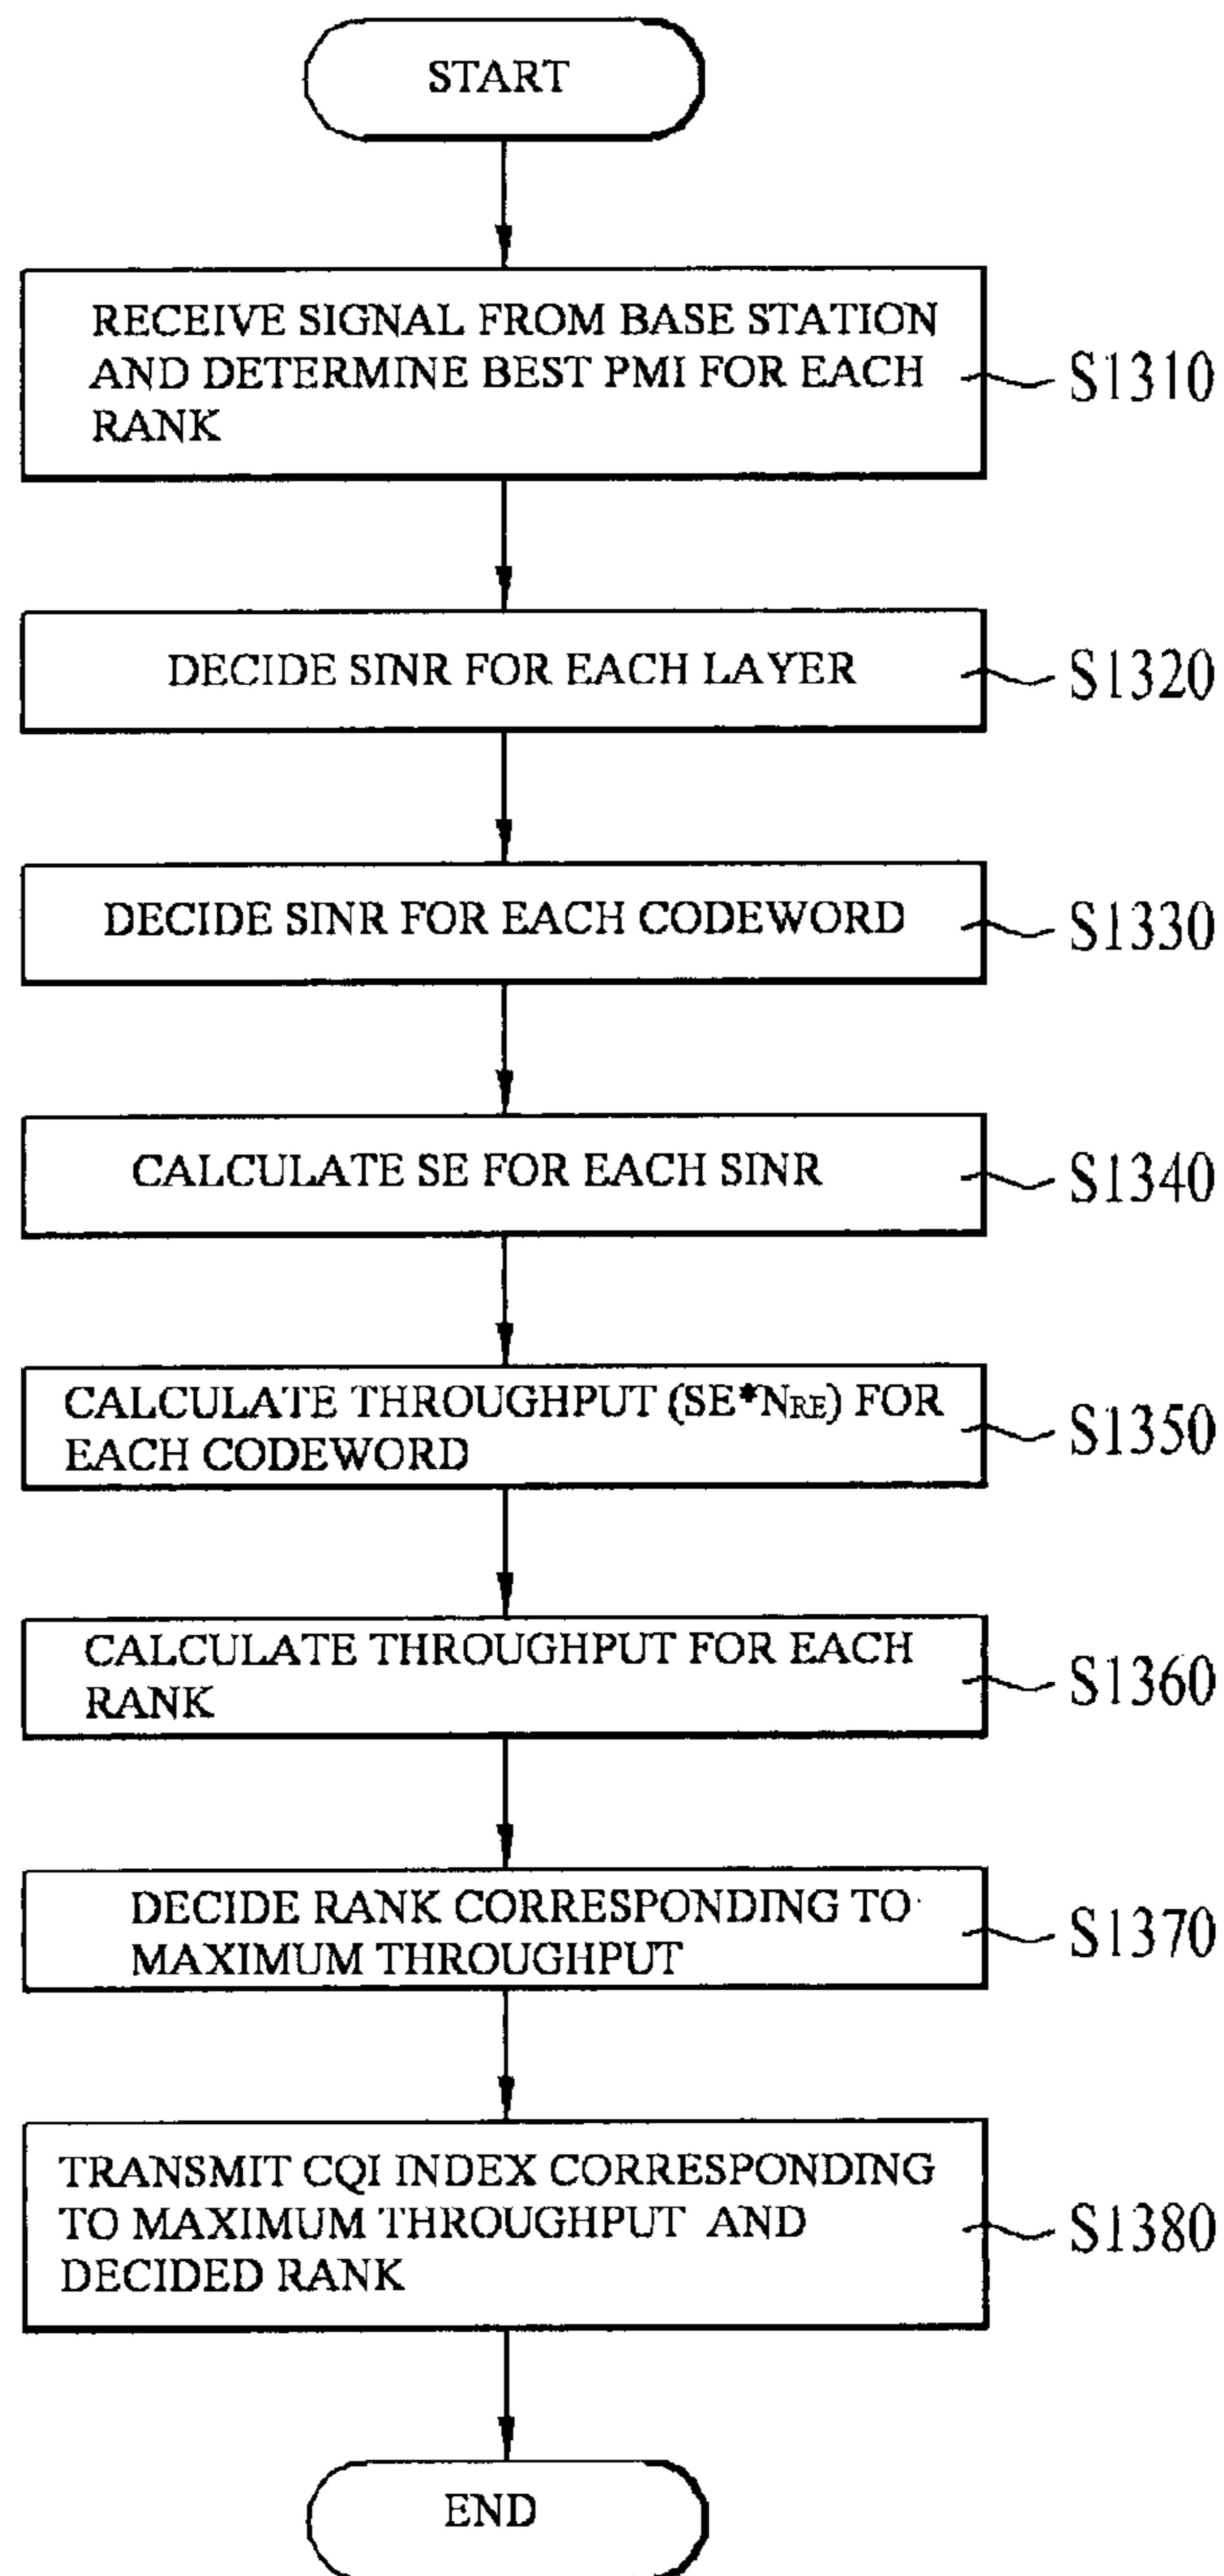 START
RECEIVE SIGNAL FROM BASE STATION
AND DETERMINE BEST PMI FOR EACH
RANK
S1310
DECIDE SINR FOR EACH LAYER
S1320
DECIDE SINR FOR EACH CODEWORD
S1330
CALCULATE SE FOR EACH SINR
S1340
CALCULATE THROUGHPUT (SE*NRE) FOR
EACH CODEWORD
S1350
CALCULATE THROUGHPUT FOR EACH
RANK
S1360
DECIDE RANK CORRESPONDING TO
MAXIMUM THROUGHPUT
S1370
TRANSMIT CQI INDEX CORRESPONDING
TO MAXIMUM THROUGHPUT AND
DECIDED RANK
S1380
END